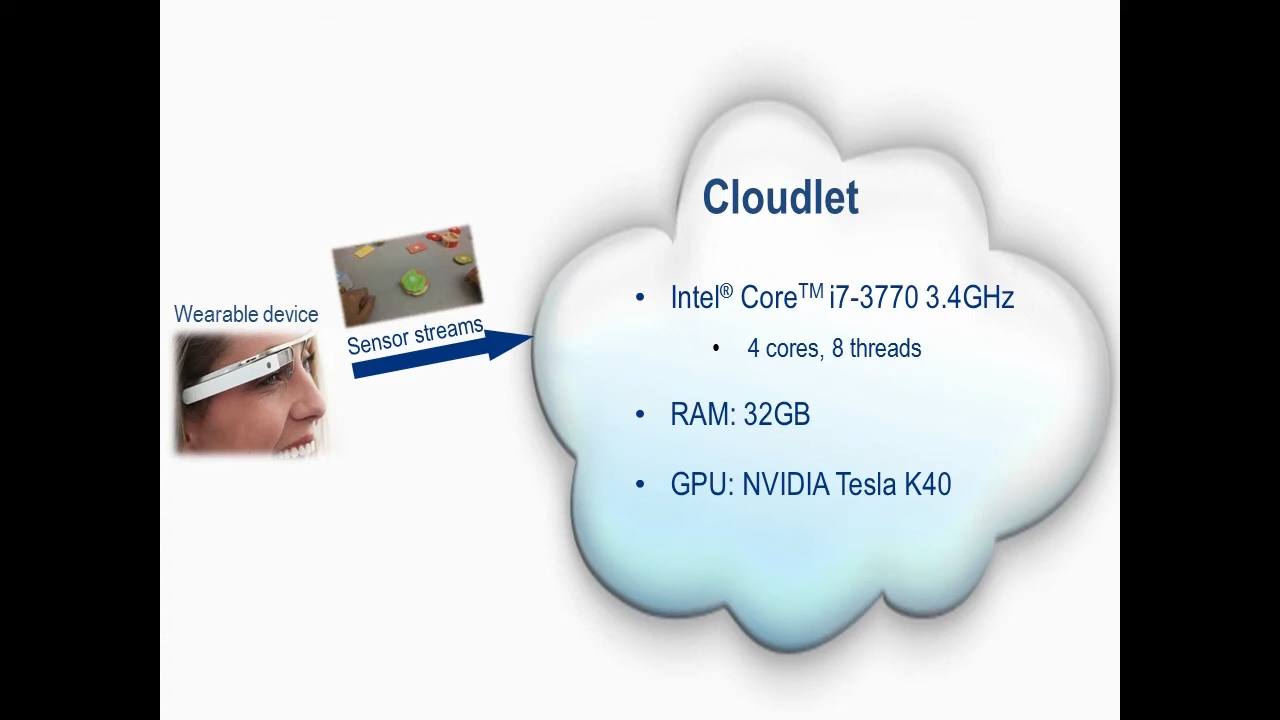 Cloudlet
Wearable device
Sensor streams
• Intel® Core™ i7-3770 3.4GHz
• 4 cores, 8 threads
• RAM: 32GB
• GPU: NVIDIA Tesla K40